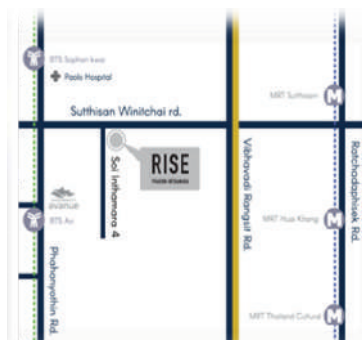 BTS Saphan kwai
Paolo Hospital
MRT Sutthisan
Sutthisan Winitchai rd.
RISE
Soi Inthamara 4
Vibhavadi Rangsit Rd.
Ratchadaphisek Rd.
avenue
BTS Ari
MRT Huai Khang
Phahonyothin Rd.
MRT Thailand Cultural
M
M
M